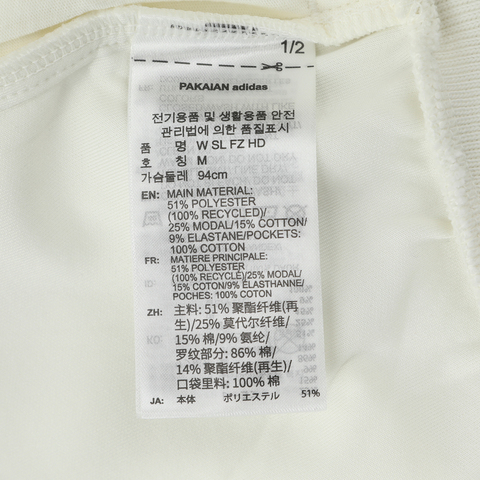 1/2
PAKAIAN adidas
전기용품 및 생활용품 안전
관리법에 의한 품질표시
품 명 W SL FZ HD
호 칭 M
가슴둘레 94cm
EN: MAIN MATERIAL:
51% POLYESTER
(100% RECYCLED)/
25% MODAL/15% COTTON/
9% ELASTANE/POCKETS:
100% COTTON
FR: MATIERE PRINCIPALE:
51% POLYESTER
(100% RECYCLÉ)/25% MODAL/
15% COTON/9% ÉLASTHANNE/
POCHES: 100% COTON
ZH: 主料: 51% 聚酯纤维(再
生)/25% 莫代尔纤维/
15% 棉/9% 氨纶/
罗纹部分: 86% 棉/
14% 聚酯纤维(再生)/
口袋里料: 100% 棉
JA: 本体 ポリエステル 51%